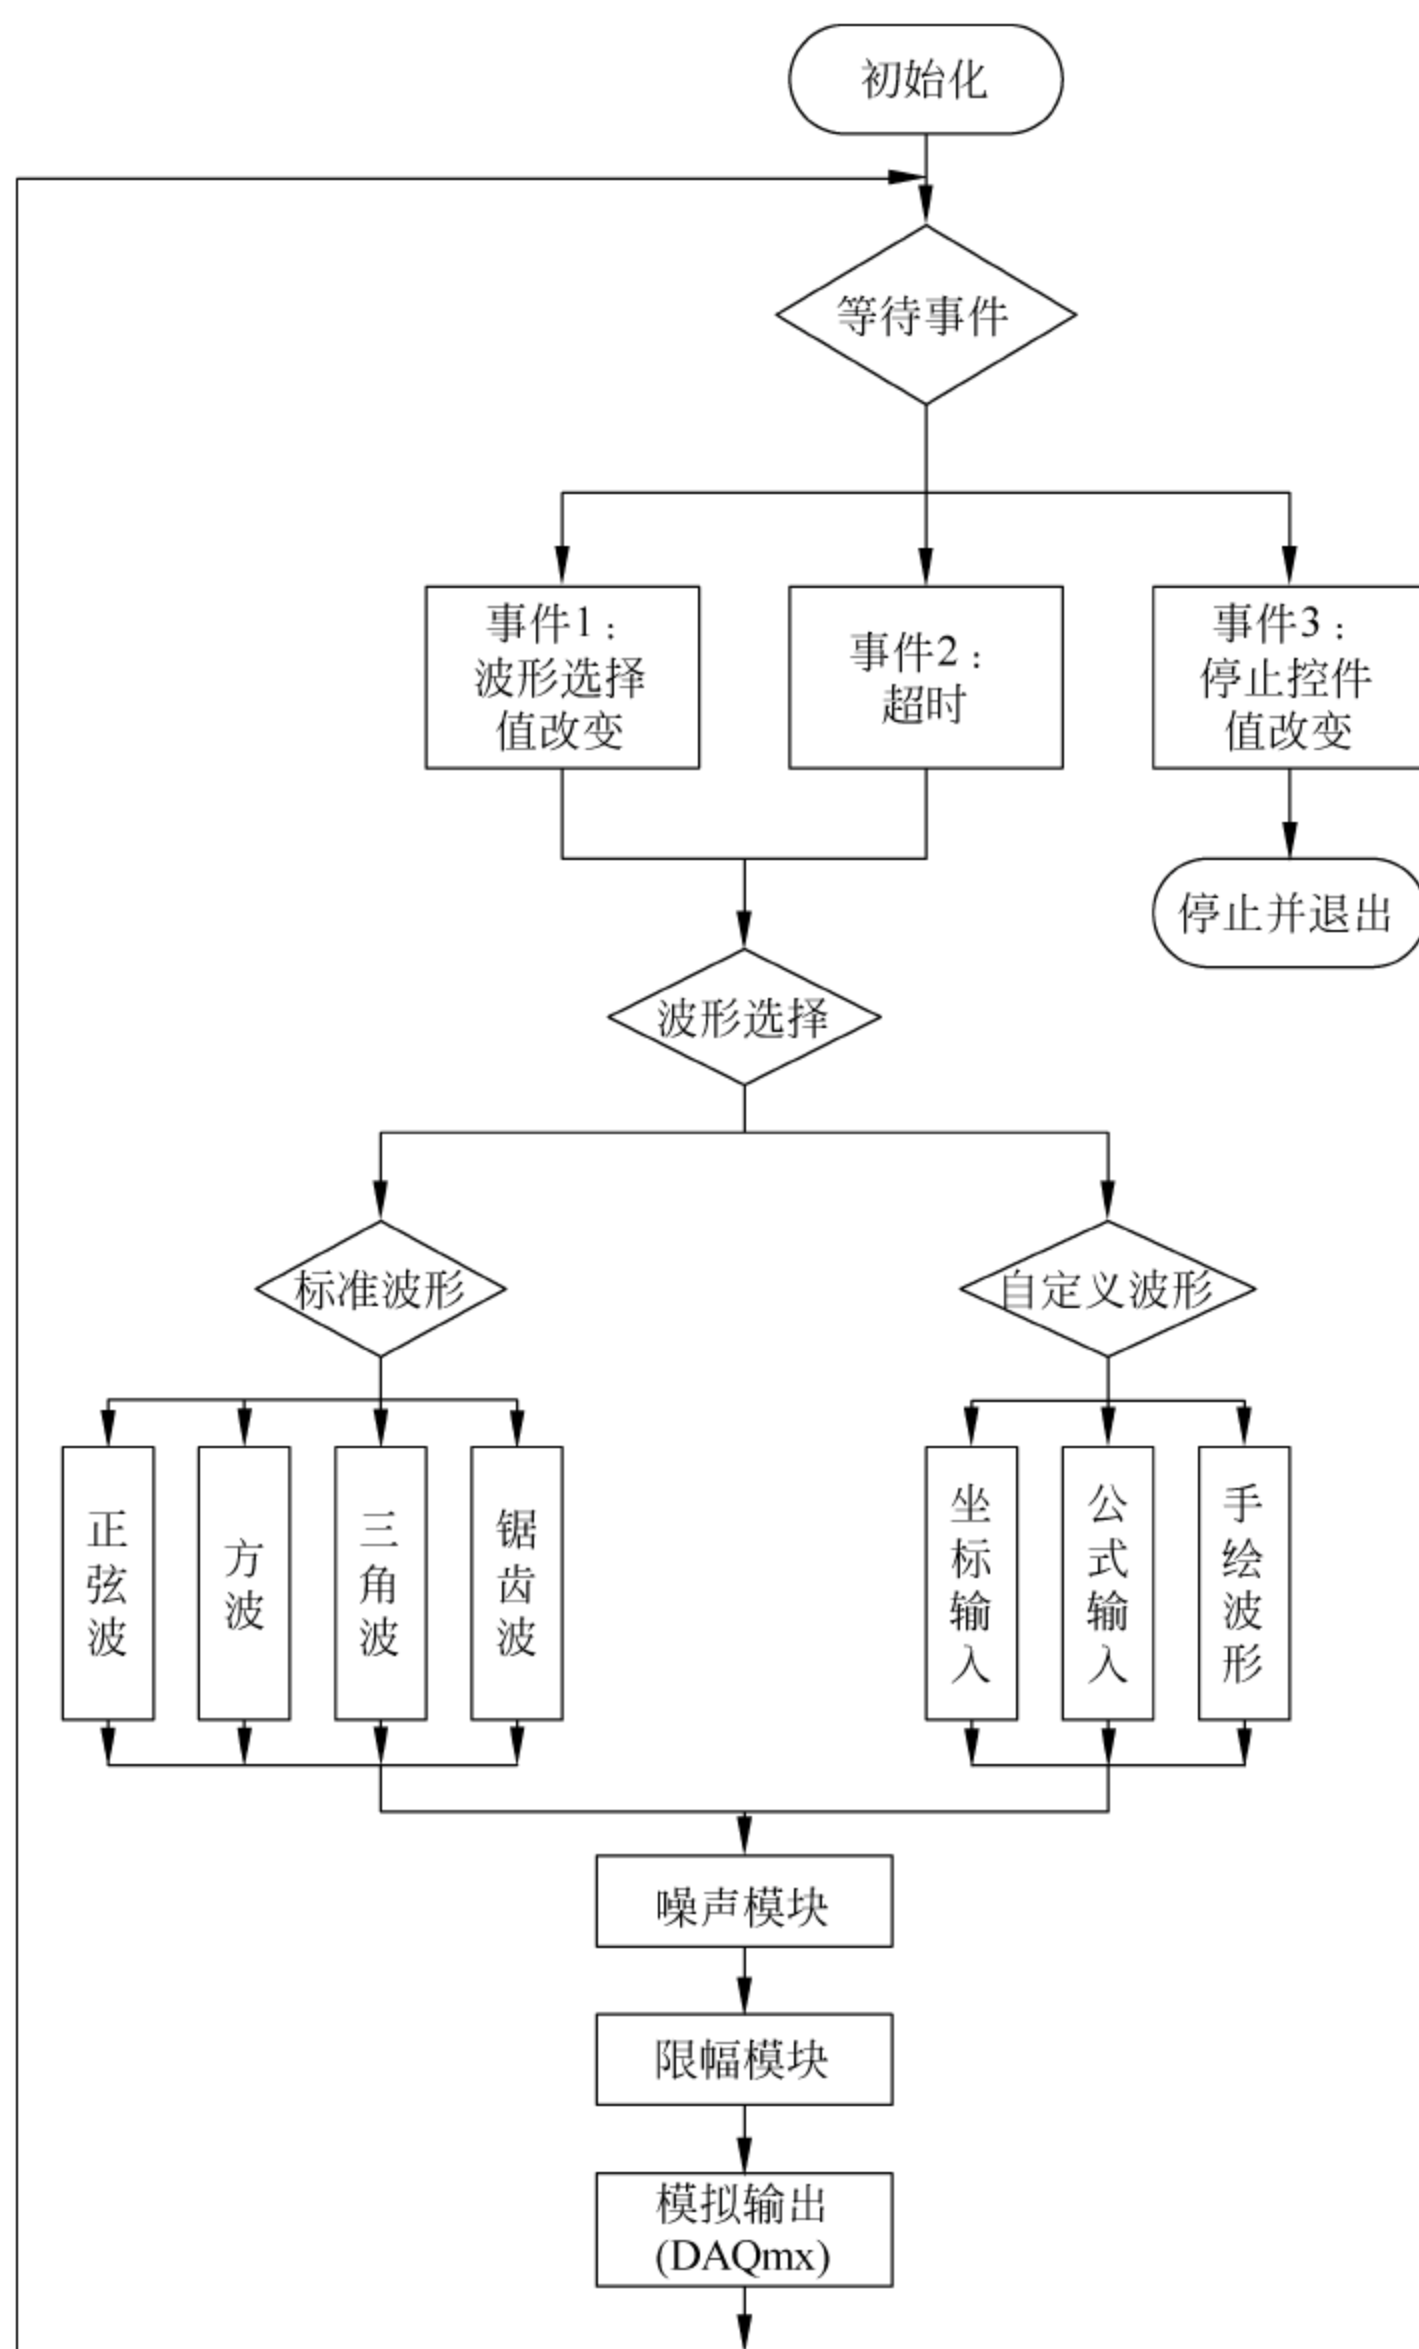 初始化
等待事件
事件1：
波形选择
值改变
事件2：
超时
事件3：
停止控件
值改变
停止并退出
波形选择
标准波形
自定义波形
正弦波
方波
三角波
锯齿波
坐标输入
公式输入
手绘波形
噪声模块
限幅模块
模拟输出
(DAQmx)